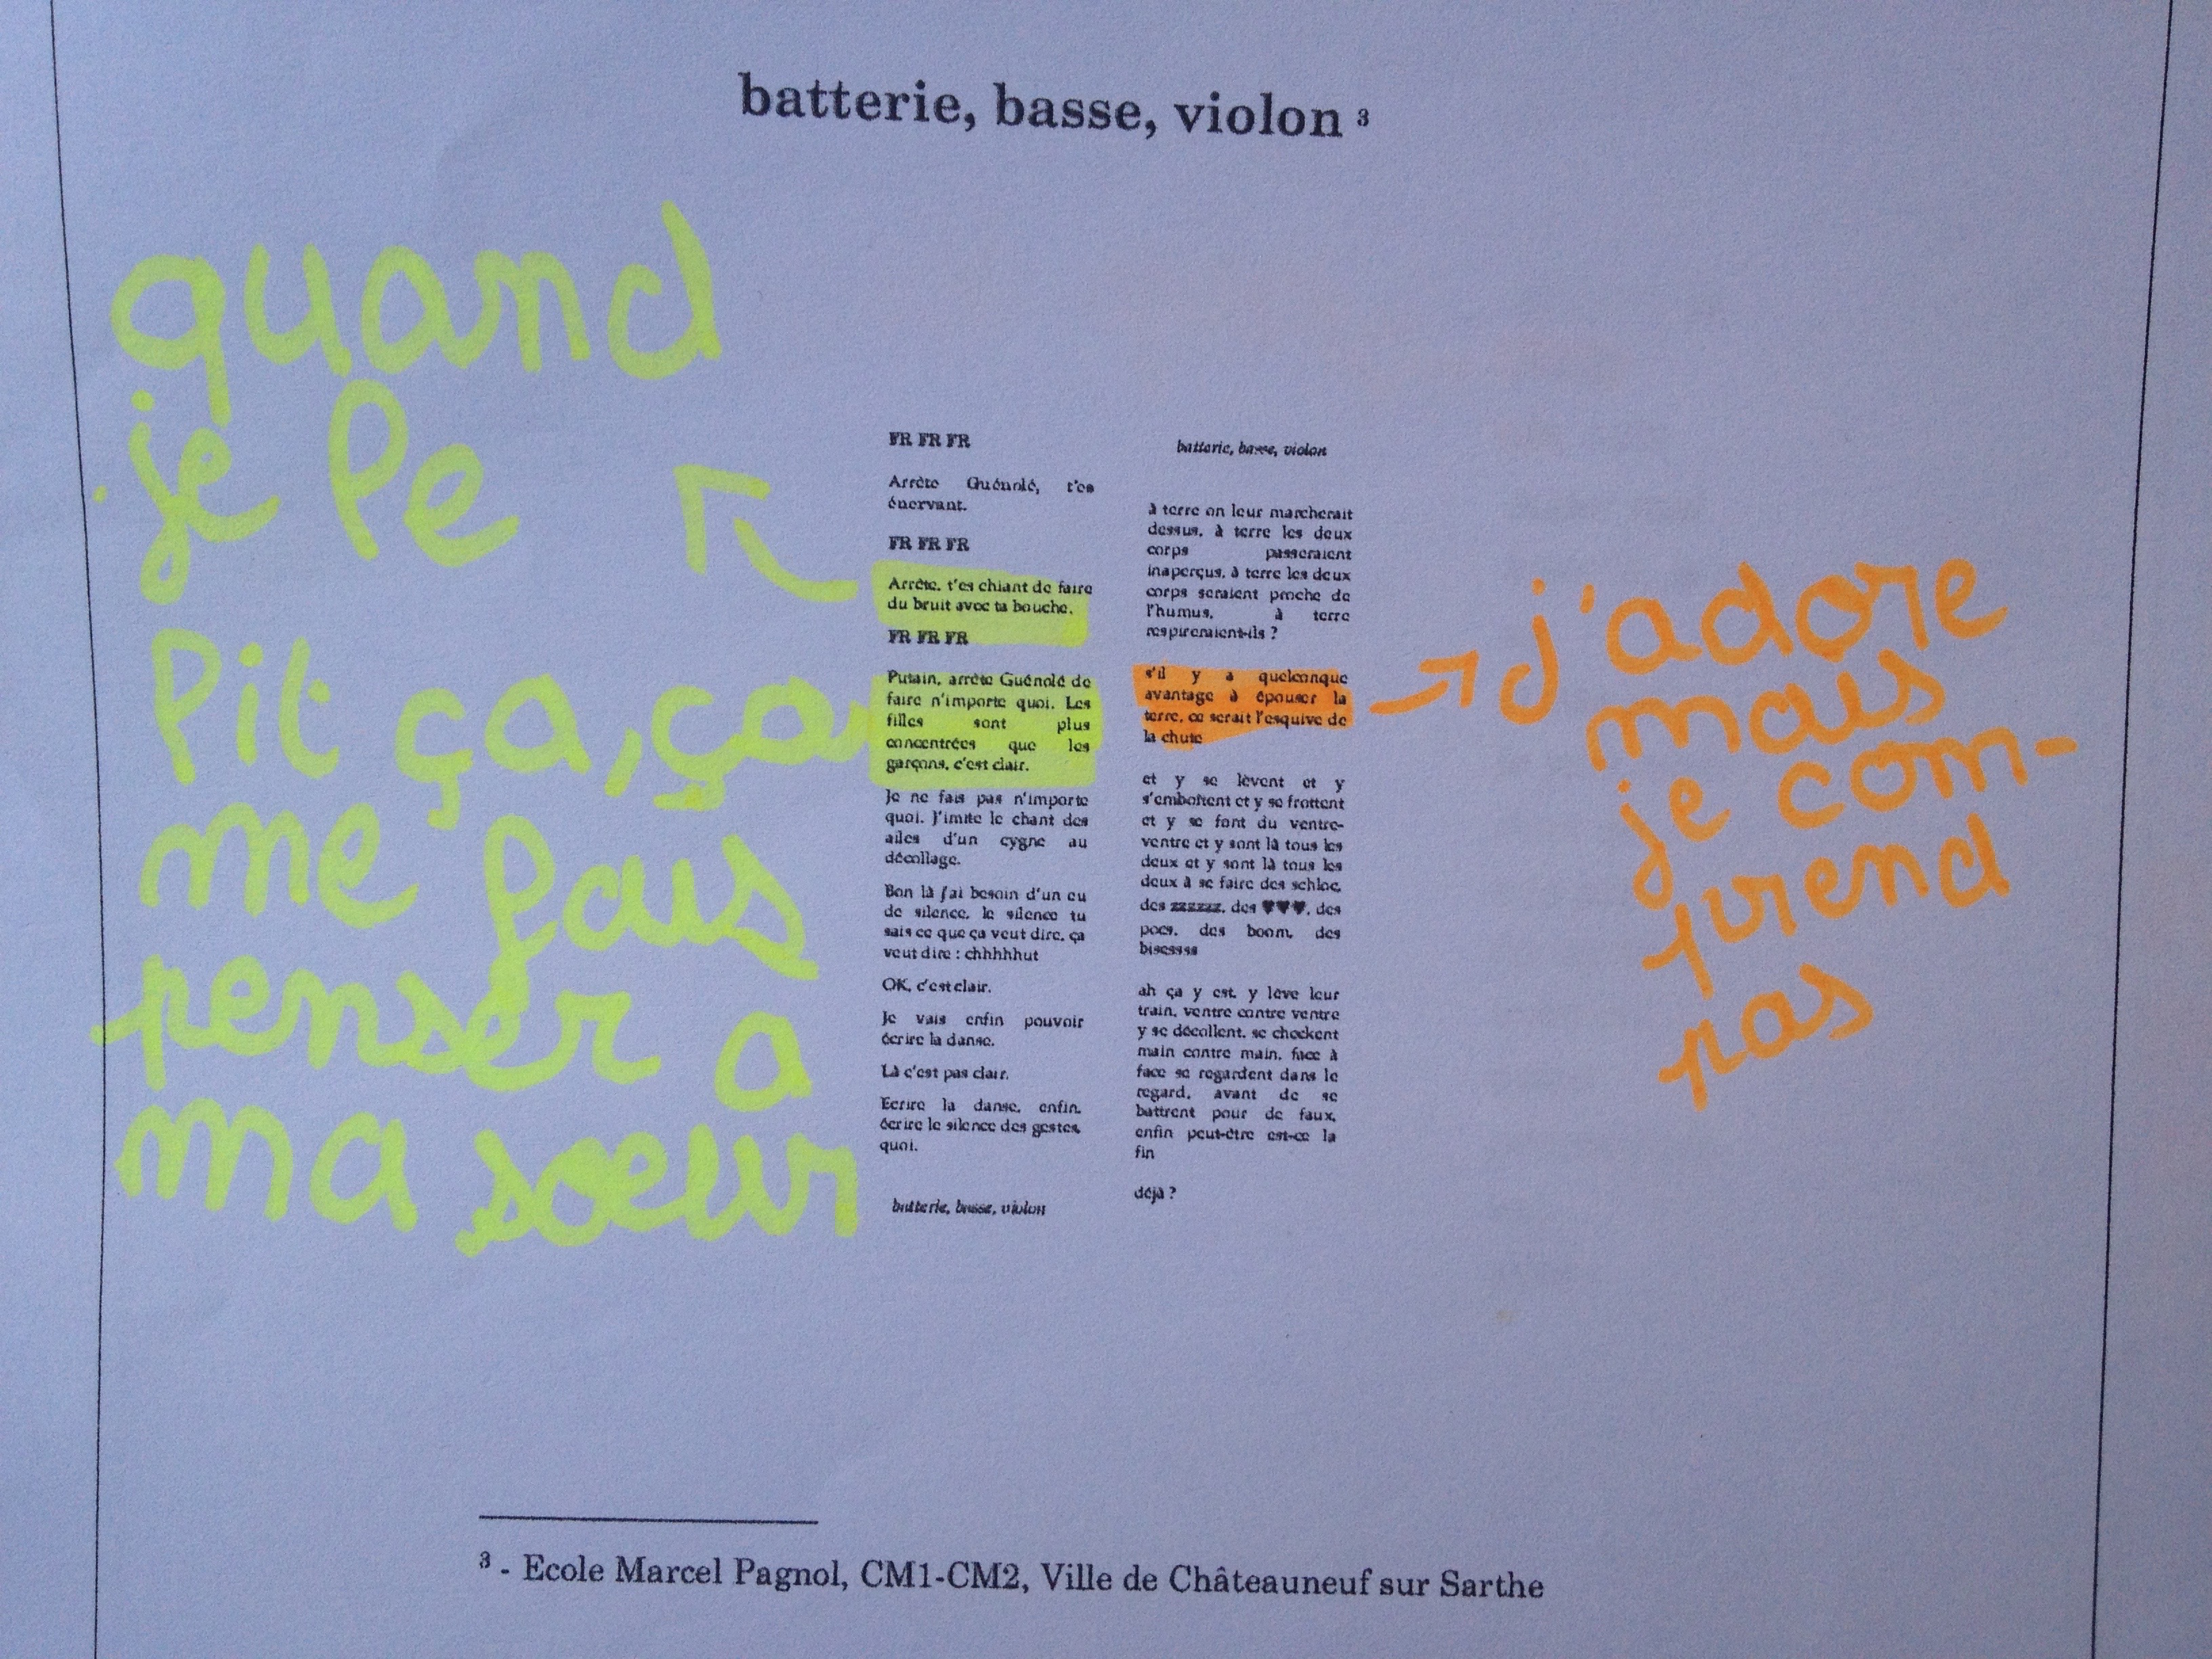 batterie, basse, violon ³
quand
je Pe
Pit ça, ça
me fais
penser a
ma sœur
FR FR FR
Arrête Guénolé, t'es
énervant.
FR FR FR
Arrête, t'es chiant de faire
du bruit avec ta bouche.
FR FR FR
Putain, arrête Guénolé de
faire n'importe quoi. Les
filles sont plus
concentrées que les
garçons, c'est clair.
Je ne fais pas n'importe
quoi. J'imite le chant des
ailes d'un cygne au
décollage.
Bon là j'ai besoin d'un eu
de silence, le silence tu
sais ce que ça veut dire, ça
veut dire : chhhhhut
OK, c'est clair.
Je vais enfin pouvoir
écrire la danse.
Là c'est pas clair.
Ecrire la danse, enfin,
écrire le silence des gestes,
quoi.
batterie, basse, violon
batterie, basse, violon
à terre on leur marcherait
dessus, à terre les deux
corps passeraient
inaperçus, à terre les deux
corps seraient proche de
l'humus, à terre
respireraient-ils ?
s'il y a quelconque
avantage à épouser la
terre, ce serait l'esquive de
la chute
et y se lèvent et y
s'emboîtent et y se frottent
et y se font du ventre-
ventre et y sont là tous les
deux et y sont là tous les
deux à se faire des schloc,
des zzzzzz, des ♥♥♥, des
pocs, des boom, des
bisessss
ah ça y est, y lève leur
train, ventre contre ventre
y se décollent, se checkent
main contre main, face à
face se regardent dans le
regard, avant de se
battrent pour de faux,
enfin peut-être est-ce la
fin
déjà ?
j'adore
mais
je com-
prend
pas
³ - Ecole Marcel Pagnol, CM1-CM2, Ville de Châteauneuf sur Sarthe